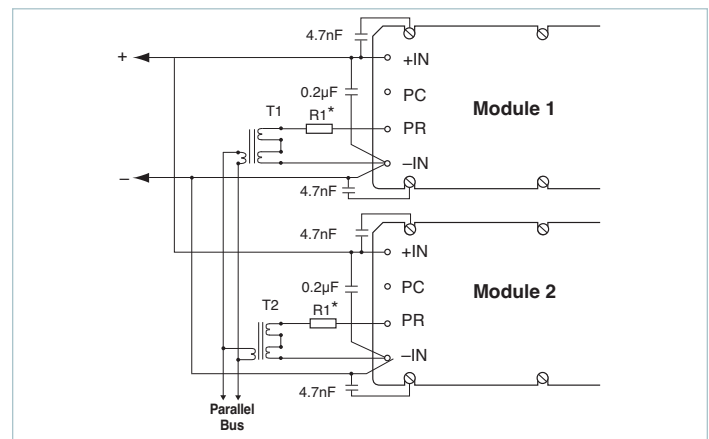 4.7nF
+
+IN
0.2µF
PC
Module 1
T1
R1*
PR
–
–IN
4.7nF
4.7nF
+IN
0.2µF
PC
Module 2
T2
R1*
PR
–IN
4.7nF
Parallel
Bus